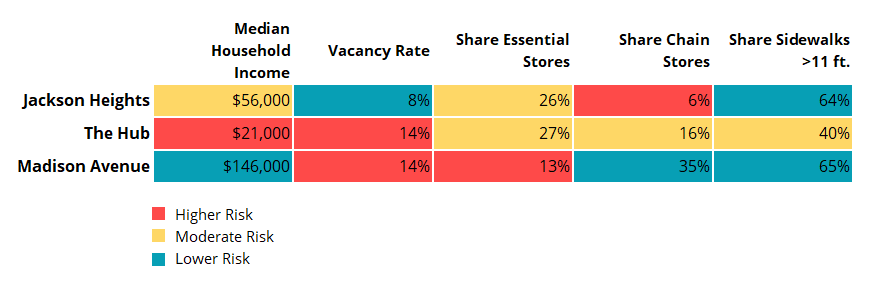 Median
Household
Income
Vacancy Rate
Share Essential
Stores
Share Chain
Stores
Share Sidewalks
>11 ft.
Jackson Heights $56,000 8% 26% 6% 64%
The Hub $21,000 14% 27% 16% 40%
Madison Avenue $146,000 14% 13% 35% 65%
Higher Risk
Moderate Risk
Lower Risk